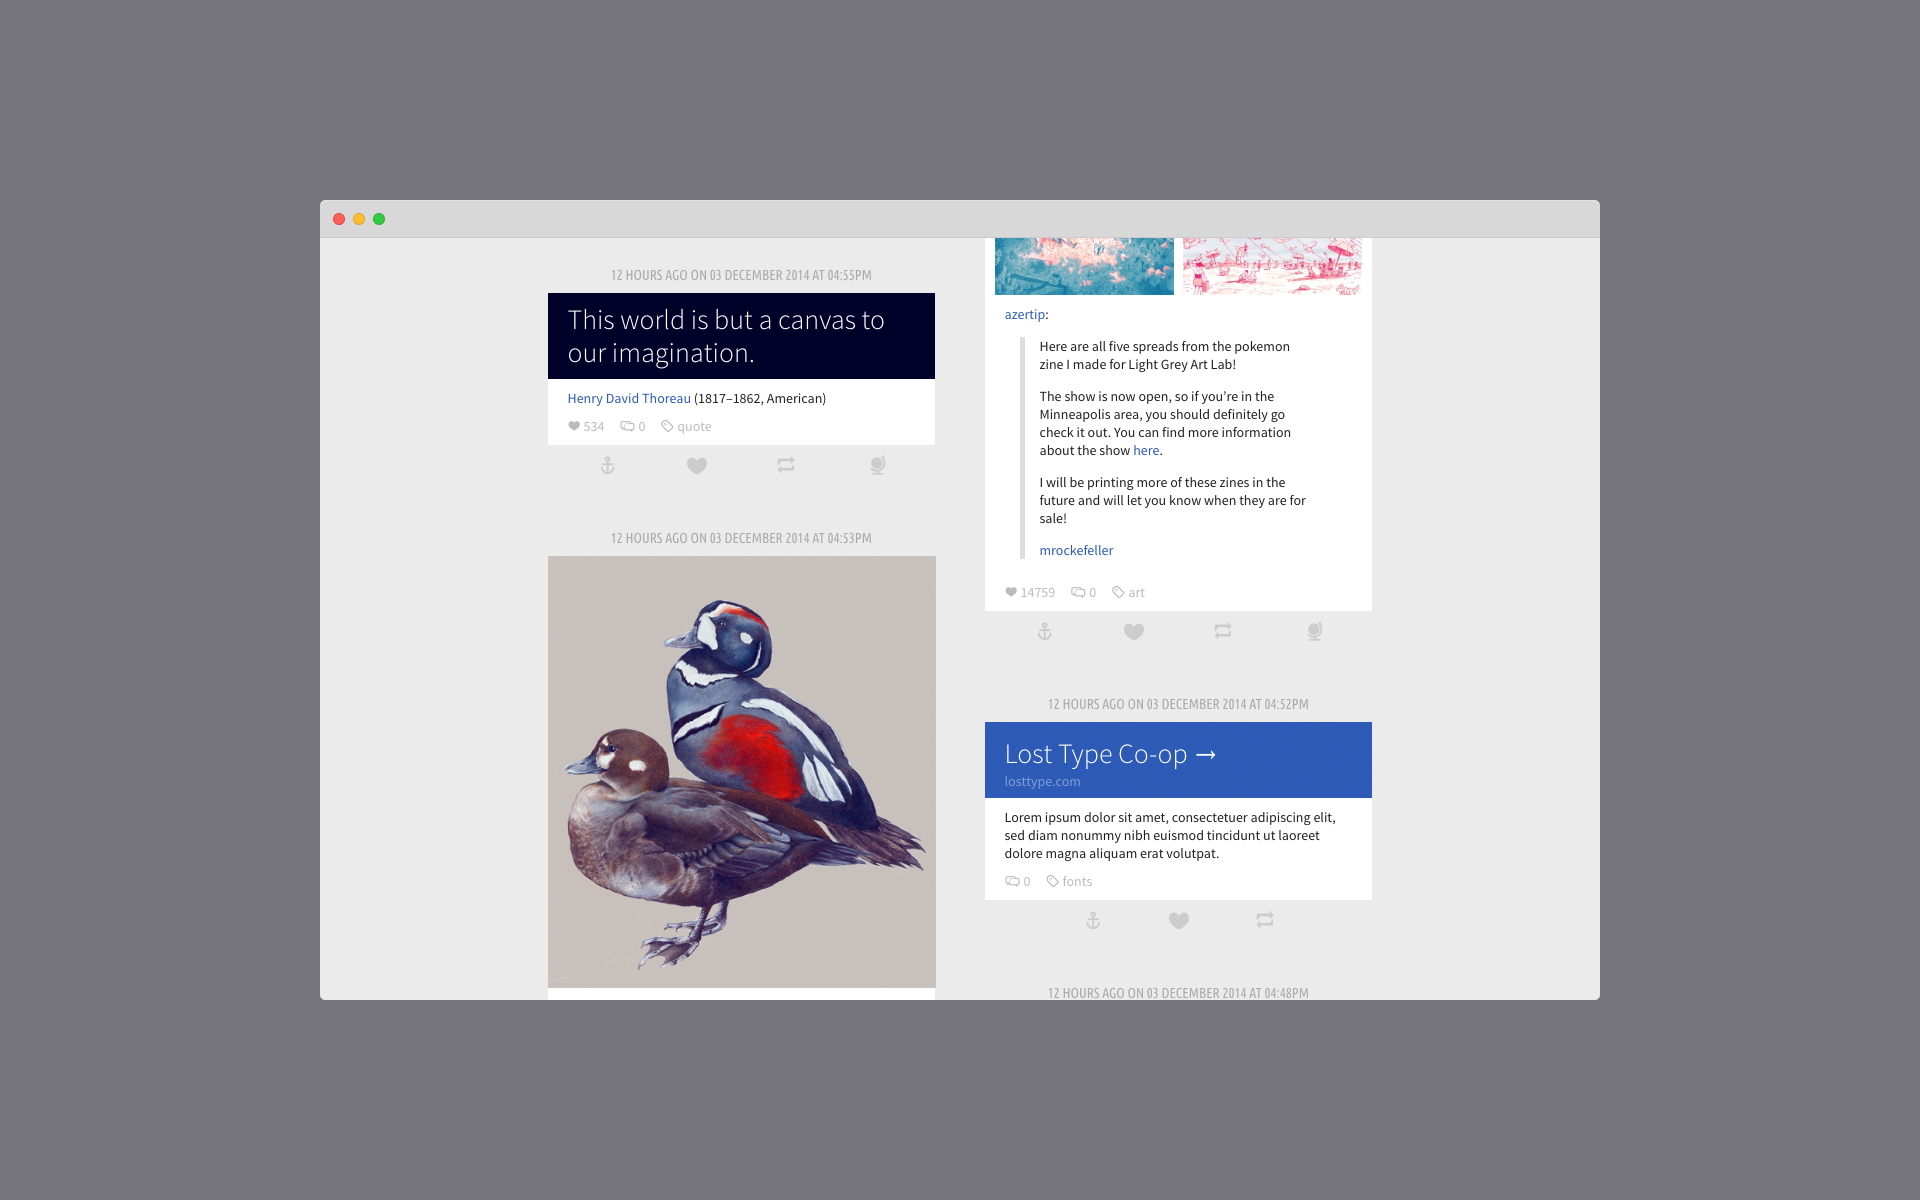 12 HOURS AGO ON 03 DECEMBER 2014 AT 04:55PM
This world is but a canvas to
our imagination.
Henry David Thoreau (1817–1862, American)
534 0 quote
12 HOURS AGO ON 03 DECEMBER 2014 AT 04:53PM
azertip:
Here are all five spreads from the pokemon
zine I made for Light Grey Art Lab!
The show is now open, so if you’re in the
Minneapolis area, you should definitely go
check it out. You can find more information
about the show here.
I will be printing more of these zines in the
future and will let you know when they are for
sale!
mrockefeller
14759 0 art
12 HOURS AGO ON 03 DECEMBER 2014 AT 04:52PM
Lost Type Co-op →
losttype.com
Lorem ipsum dolor sit amet, consectetuer adipiscing elit,
sed diam nonummy nibh euismod tincidunt ut laoreet
dolore magna aliquam erat volutpat.
0 fonts
12 HOURS AGO ON 03 DECEMBER 2014 AT 04:48PM